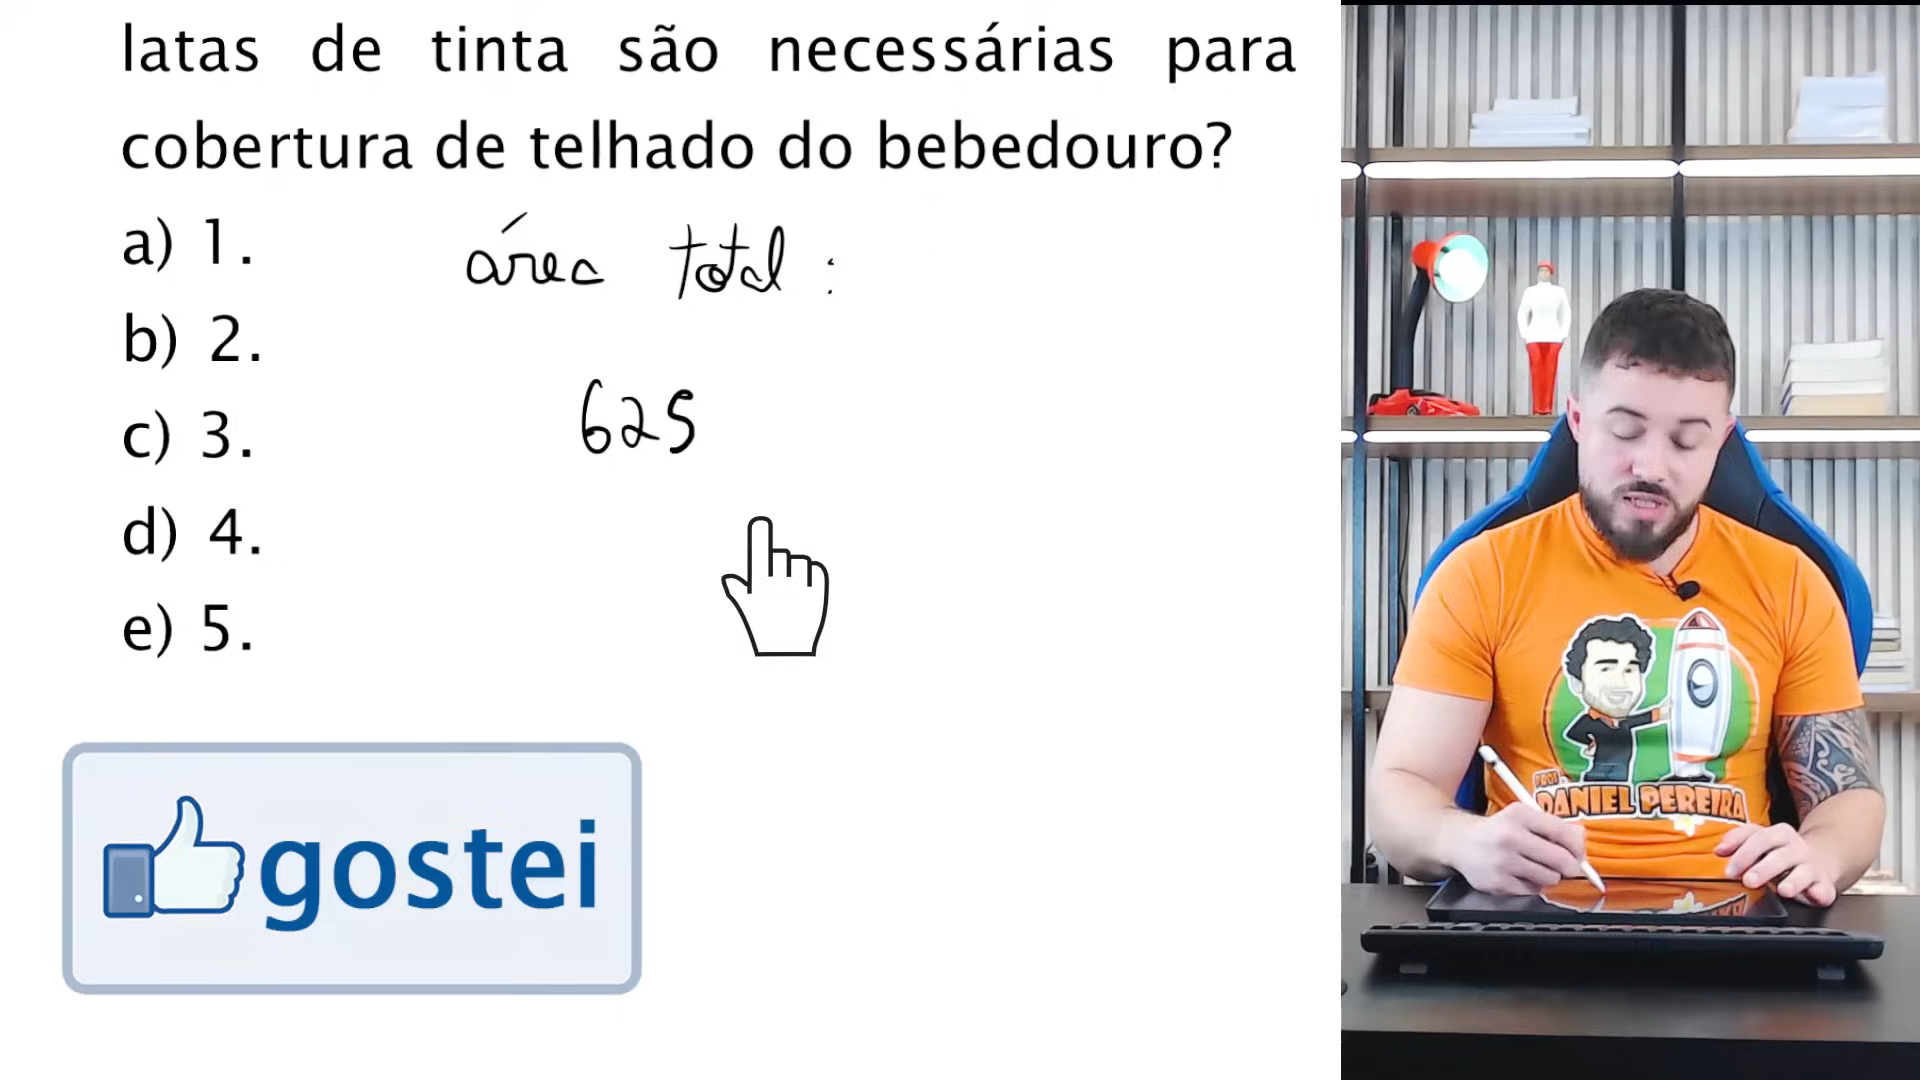 latas de tinta são necessárias para
cobertura de telhado do bebedouro?
a) 1.
b) 2.
c) 3.
d) 4.
e) 5.
área total :
625
gostei
PROF.
DANIEL PEREIRA